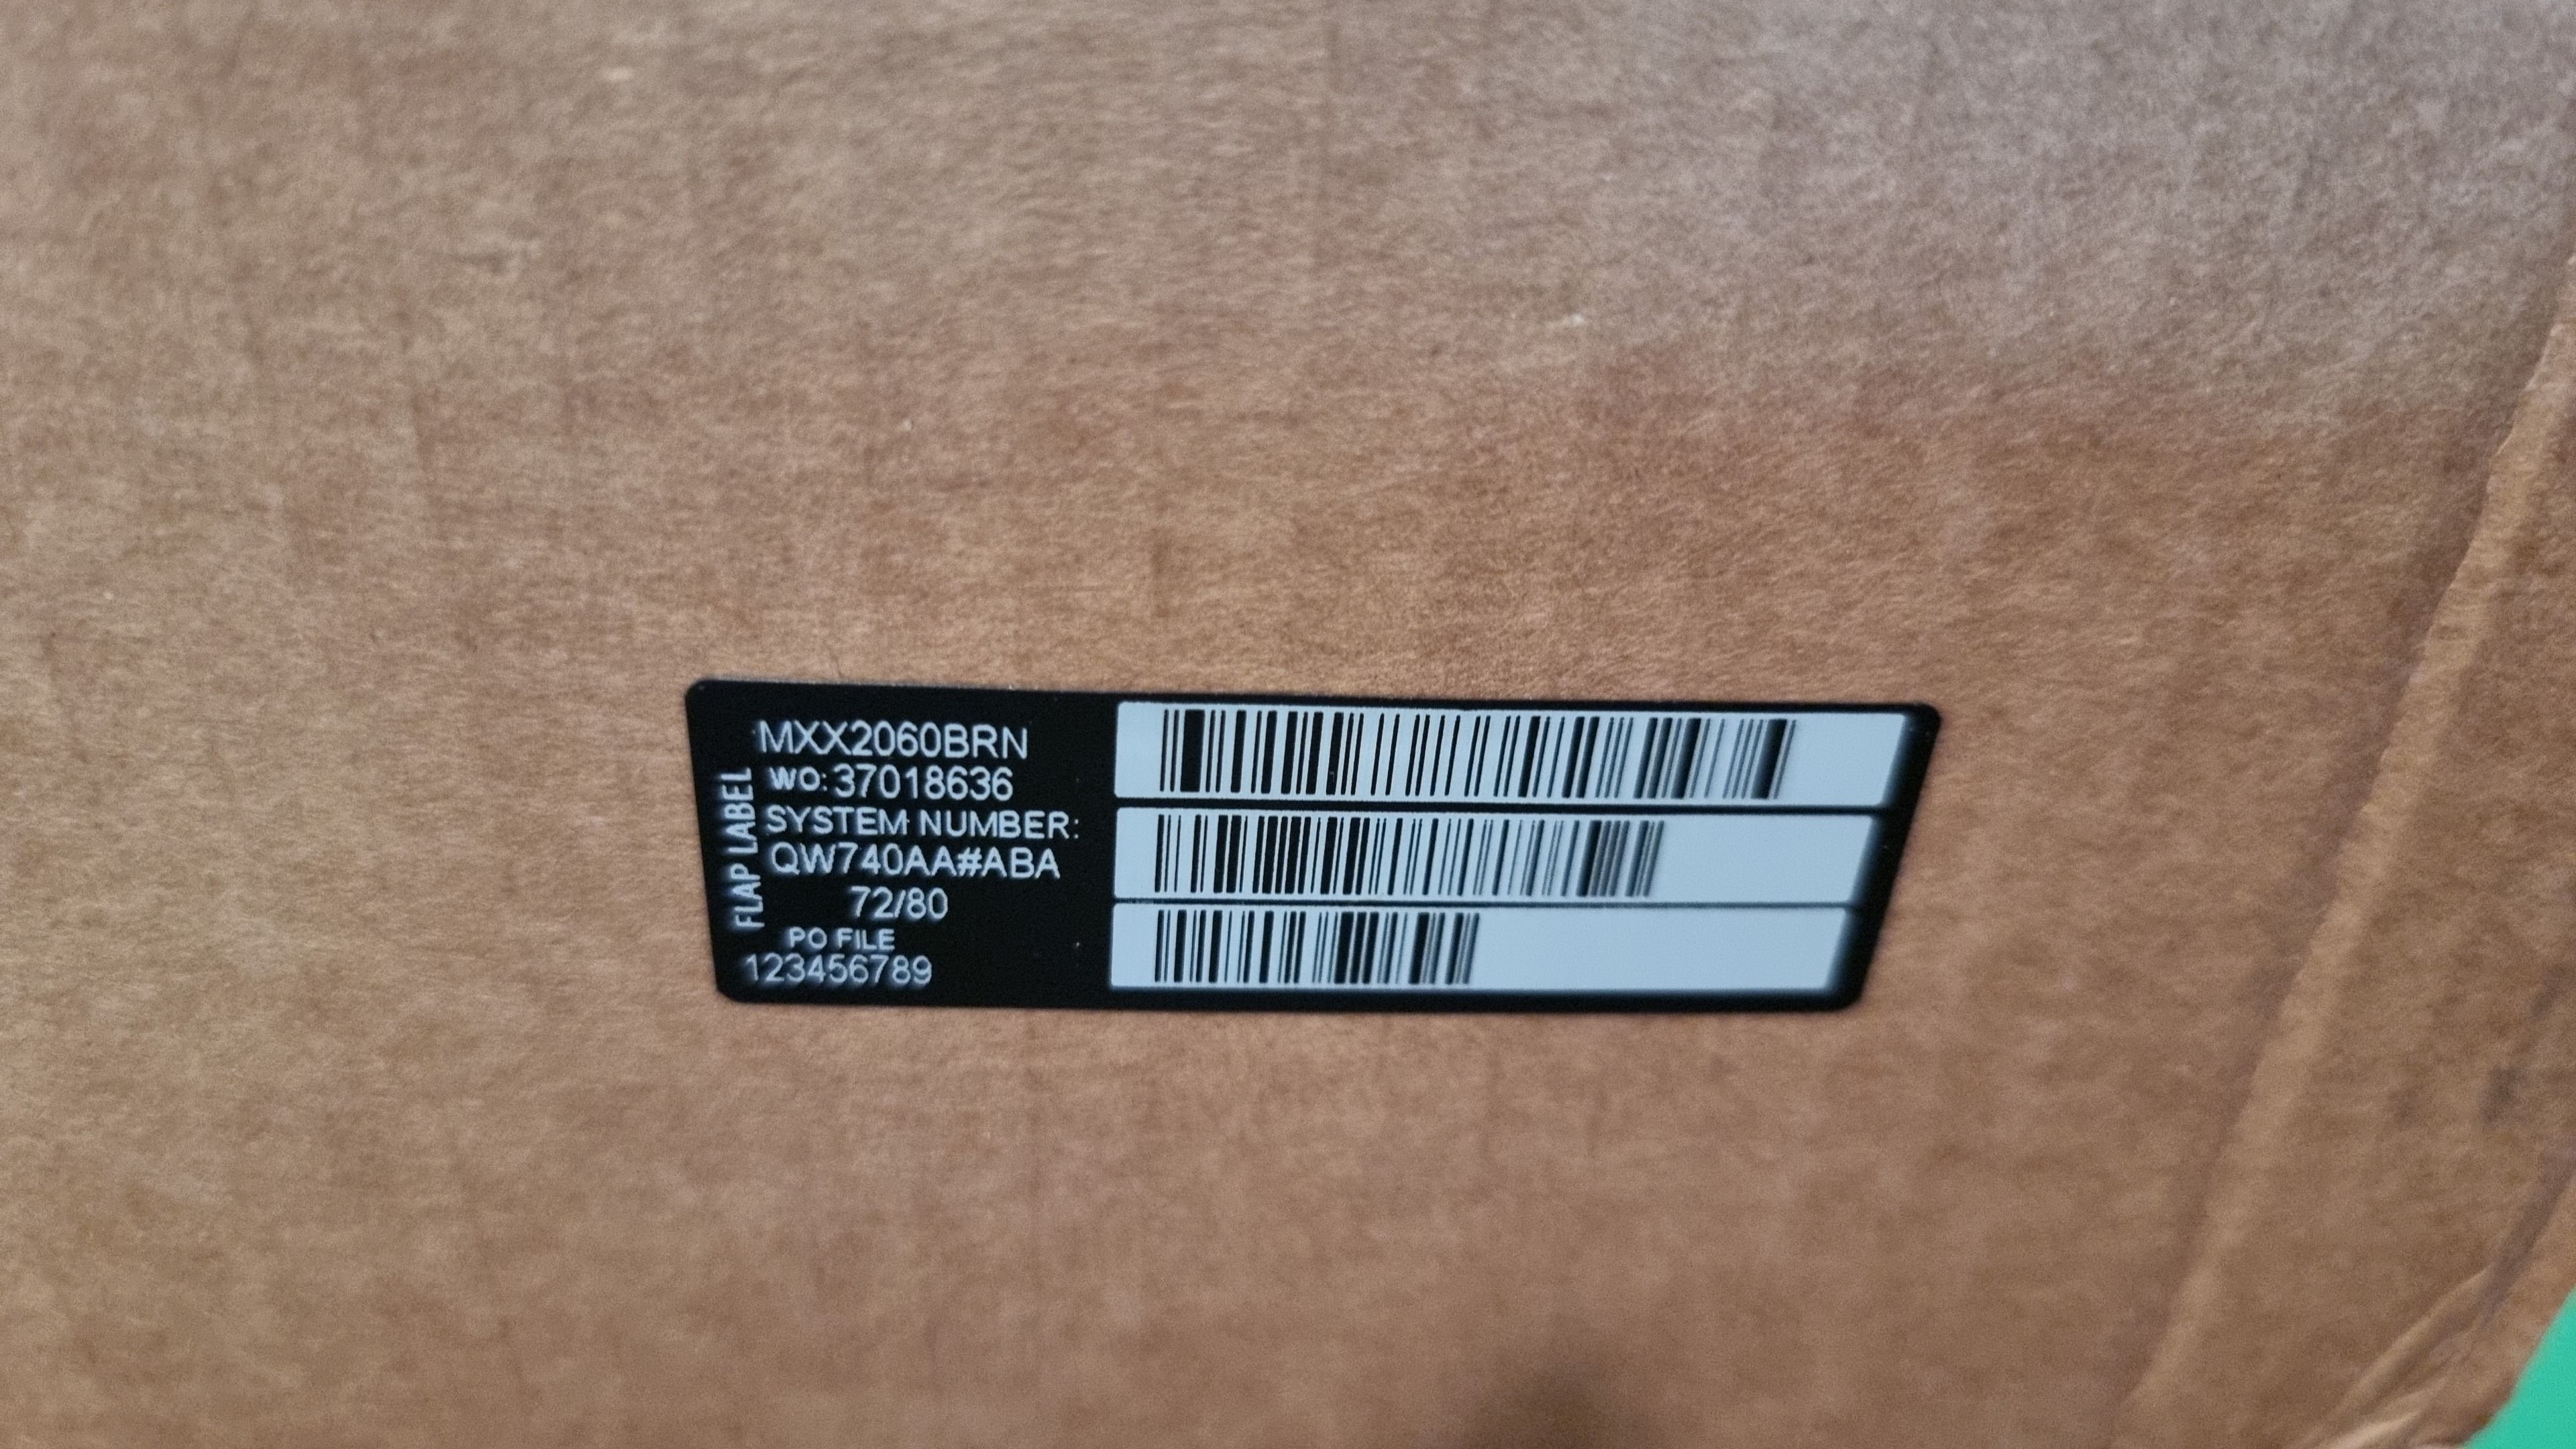 FLAP LABEL
MXX2060BRN
WO: 37018636
SYSTEM NUMBER:
QW740AA#ABA
72/80
PO FILE
123456789